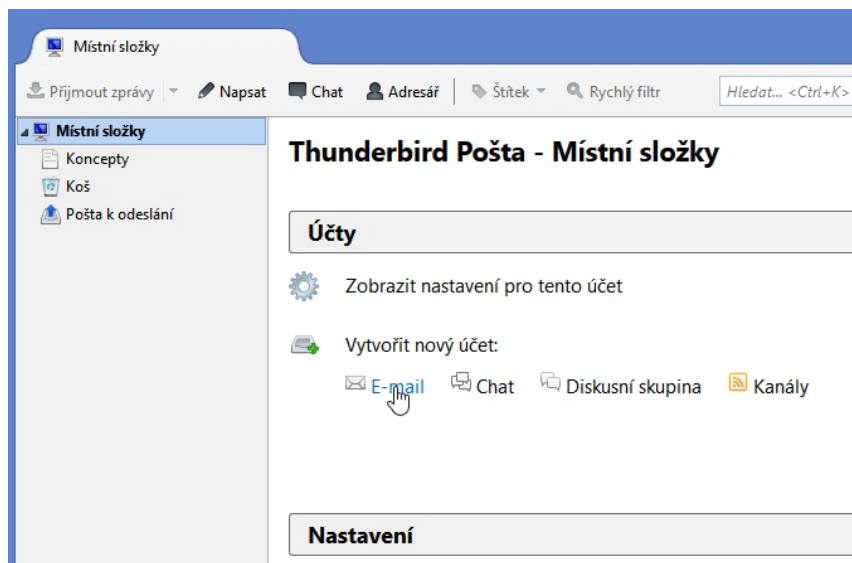 Místní složky
Přijmout zprávy Napsat Chat Adresář Štítek Rychlý filtr Hledat... <Ctrl+K>
Místní složky
Koncepty
Koš
Pošta k odeslání
Thunderbird Pošta - Místní složky
Účty
Zobrazit nastavení pro tento účet
Vytvořit nový účet:
E-mail Chat Diskusní skupina Kanály
Nastavení